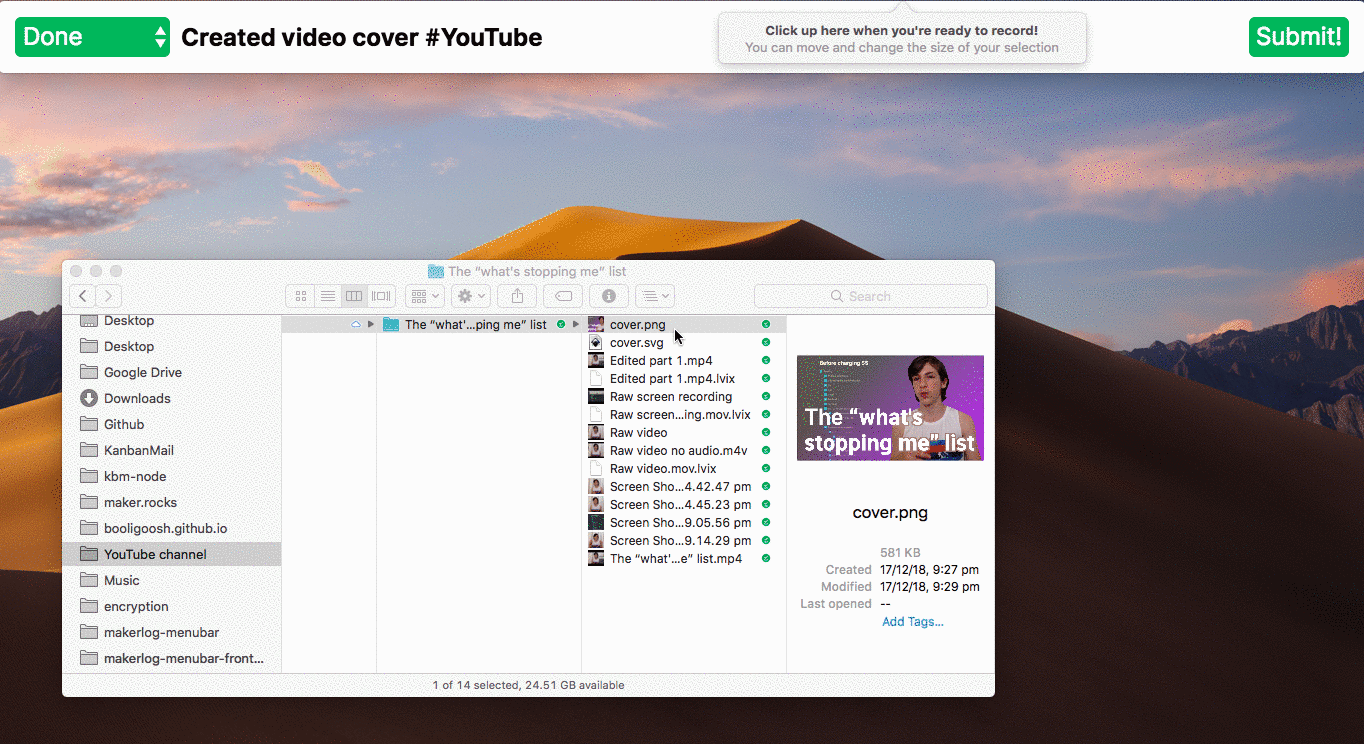 Done
Created video cover #YouTube
Click up here when you're ready to record!
You can move and change the size of your selection
Submit!
The “what's stopping me” list
Search
Desktop
Desktop
Google Drive
Downloads
Github
KanbanMail
kbm-node
maker.rocks
booligoosh.github.io
YouTube channel
Music
encryption
makerlog-menubar
makerlog-menubar-front...
The “what'...ping me” list
cover.png
cover.svg
Edited part 1.mp4
Edited part 1.mp4.lvix
Raw screen recording
Raw screen...ing.mov.lvix
Raw video
Raw video no audio.m4v
Raw video.mov.lvix
Screen Sho...4.42.47 pm
Screen Sho...4.45.23 pm
Screen Sho...9.05.56 pm
Screen Sho...9.14.29 pm
The “what'...e” list.mp4
Before charging 5$
The “what's
stopping me” list
cover.png
581 KB
Created 17/12/18, 9:27 pm
Modified 17/12/18, 9:29 pm
Last opened --
Add Tags...
1 of 14 selected, 24.51 GB available